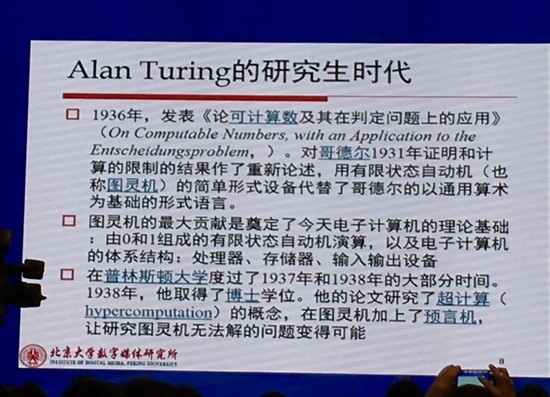 Alan Turing的研究生时代
1936年，发表《论可计算数及其在判定问题上的应用》
（On Computable Numbers, with an Application to the
Entscheidungsproblem，）。对哥德尔1931年证明和计
算的限制的结果作了重新论述，用有限状态自动机（也
称图灵机）的简单形式设备代替了哥德尔的以通用算术
为基础的形式语言。
图灵机的最大贡献是奠定了今天电子计算机的理论基础
：由0和1组成的有限状态自动机演算，以及电子计算机
的体系结构：处理器、存储器、输入输出设备
在普林斯顿大学度过了1937年和1938年的大部分时间。
1938年，他取得了博士学位。他的论文研究了超计算（
hypercomputation）的概念，在图灵机加上了预言机，
让研究图灵机无法解的问题变得可能
北京大学数字媒体研究所
INSTITUTE OF DIGITAL MEDIA, PEKING UNIVERSITY
8